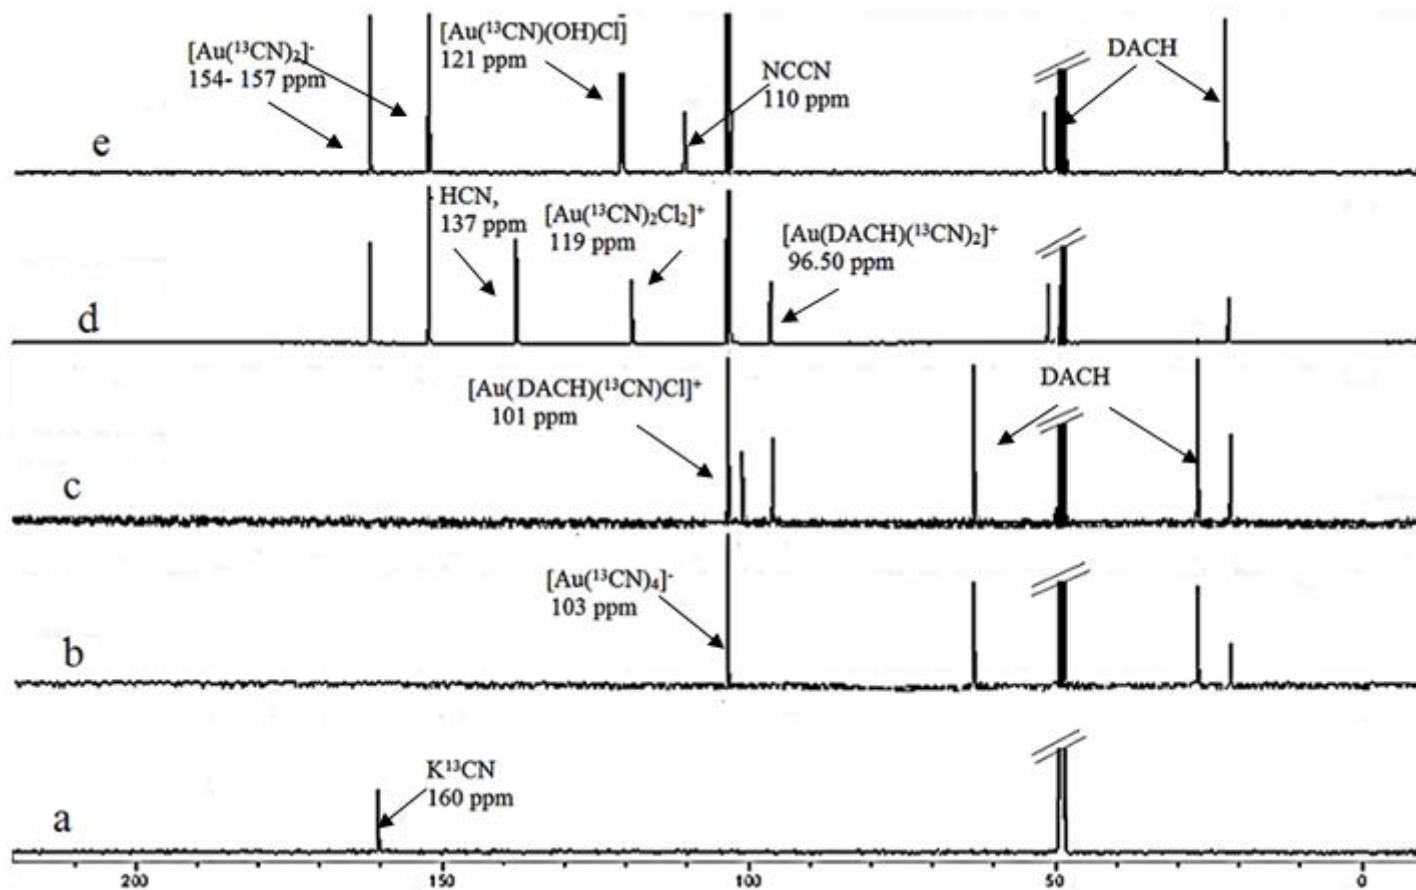 [Au(¹³CN)₂]⁻
154- 157 ppm
[Au(¹³CN)(OH)Cl]⁻
121 ppm
NCCN
110 ppm
DACH
e
HCN,
137 ppm
[Au(¹³CN)₂Cl₂]⁺
119 ppm
[Au(DACH)(¹³CN)₂]⁺
96.50 ppm
d
[Au(DACH)(¹³CN)Cl]⁺
101 ppm
DACH
c
[Au(¹³CN)₄]⁻
103 ppm
b
K¹³CN
160 ppm
a
200 150 100 50 0